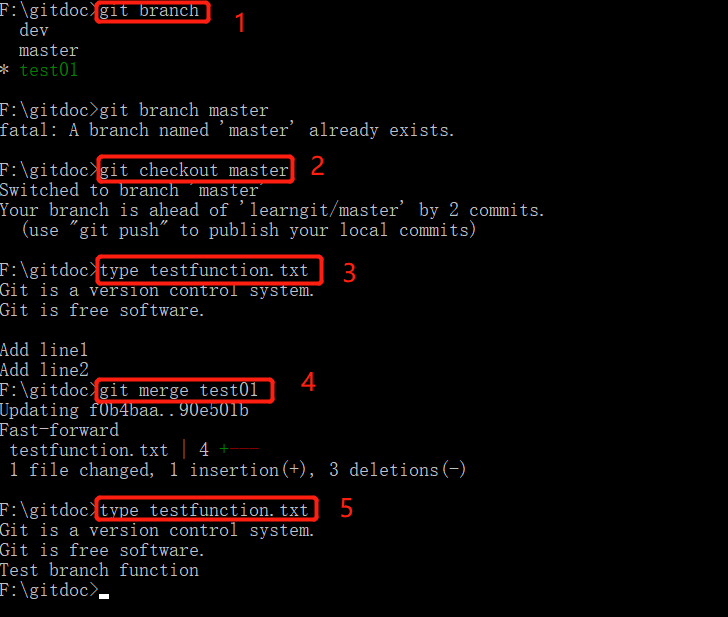 F:\gitdoc>git branch 1
dev
master
* test01
F:\gitdoc>git branch master
fatal: A branch named 'master' already exists.
F:\gitdoc>git checkout master 2
Switched to branch 'master'
Your branch is ahead of 'learngit/master' by 2 commits.
(use "git push" to publish your local commits)
F:\gitdoc>type testfunction.txt 3
Git is a version control system.
Git is free software.
Add line1
Add line2
F:\gitdoc>git merge test01 4
Updating f0b4baa..90e501b
Fast-forward
testfunction.txt | 4 +---
1 file changed, 1 insertion(+), 3 deletions(-)
F:\gitdoc>type testfunction.txt 5
Git is a version control system.
Git is free software.
Test branch function
F:\gitdoc>_